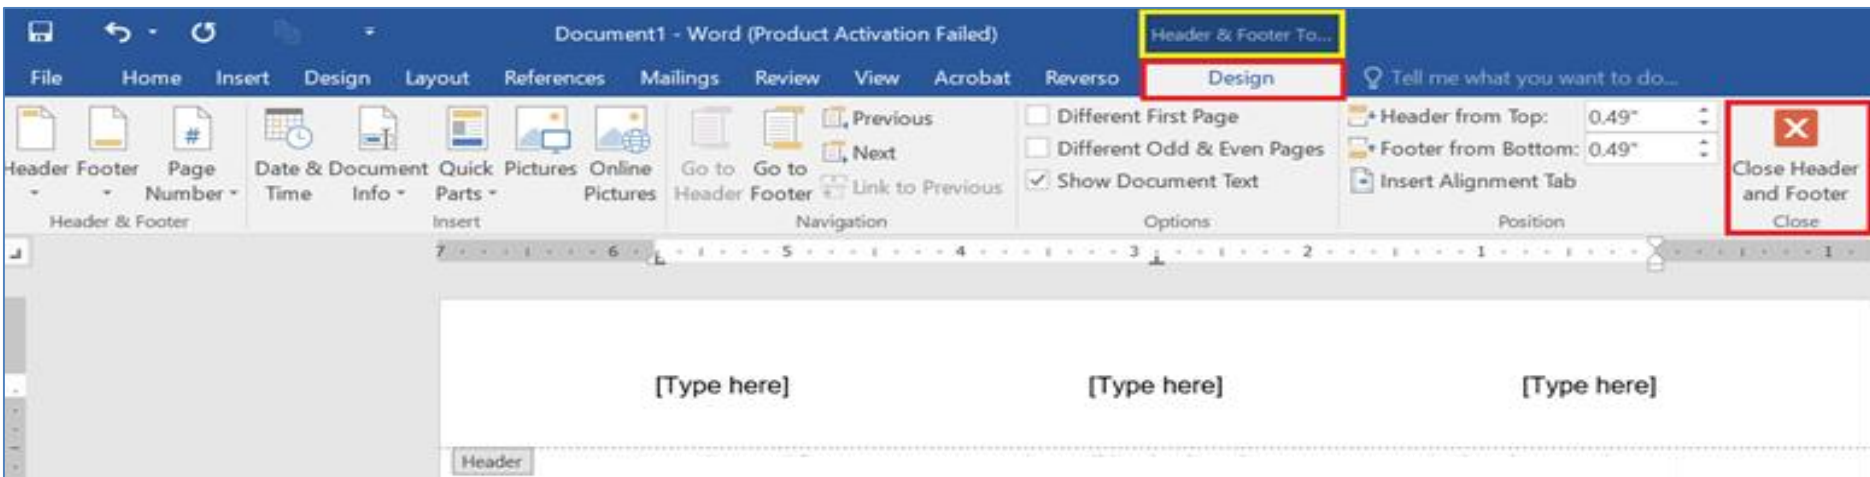 Document1 - Word (Product Activation Failed)
Header & Footer To...
File Home Insert Design Layout References Mailings Review View Acrobat Reverso Design Tell me what you want to do...
Header Footer Page Number
Date & Time Document Info Quick Parts Pictures Online Pictures
Go to Header Go to Footer
Previous
Next
Link to Previous
Different First Page
Different Odd & Even Pages
Show Document Text
Header from Top: 0.49"
Footer from Bottom: 0.49"
Insert Alignment Tab
Close Header
and Footer
Header & Footer Insert Navigation Options Position Close
7 6 5 4 3 2 1 1
[Type here] [Type here] [Type here]
Header